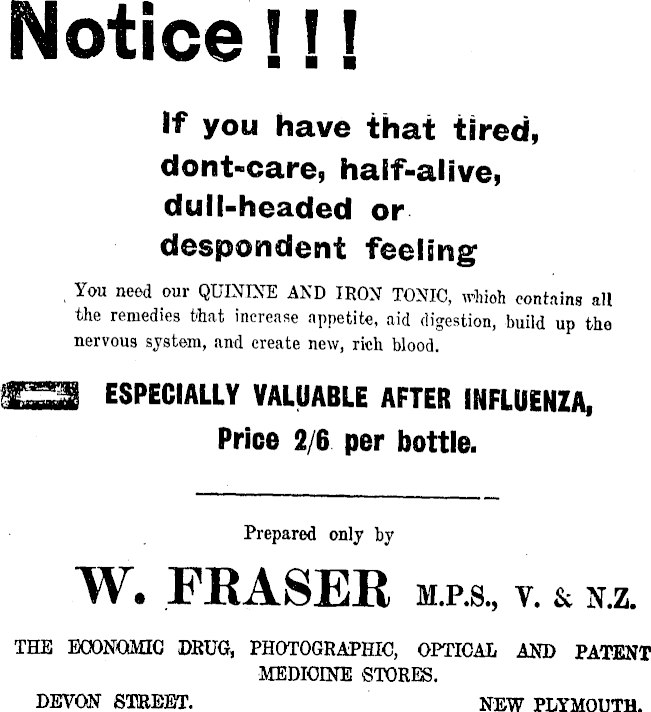 Notice !!!
If you have that tired,
dont-care, half-alive,
dull-headed or
despondent feeling
You need our QUININE AND IRON TONIC, which contains all
the remedies that increase appetite, aid digestion, build up the
nervous system, and create new, rich blood.
ESPECIALLY VALUABLE AFTER INFLUENZA,
Price 2/6 per bottle.
Prepared only by
W. FRASER M.P.S., V. & N.Z.
THE ECONOMIC DRUG, PHOTOGRAPHIC, OPTICAL AND PATENT
MEDICINE STORES.
DEVON STREET. NEW PLYMOUTH.